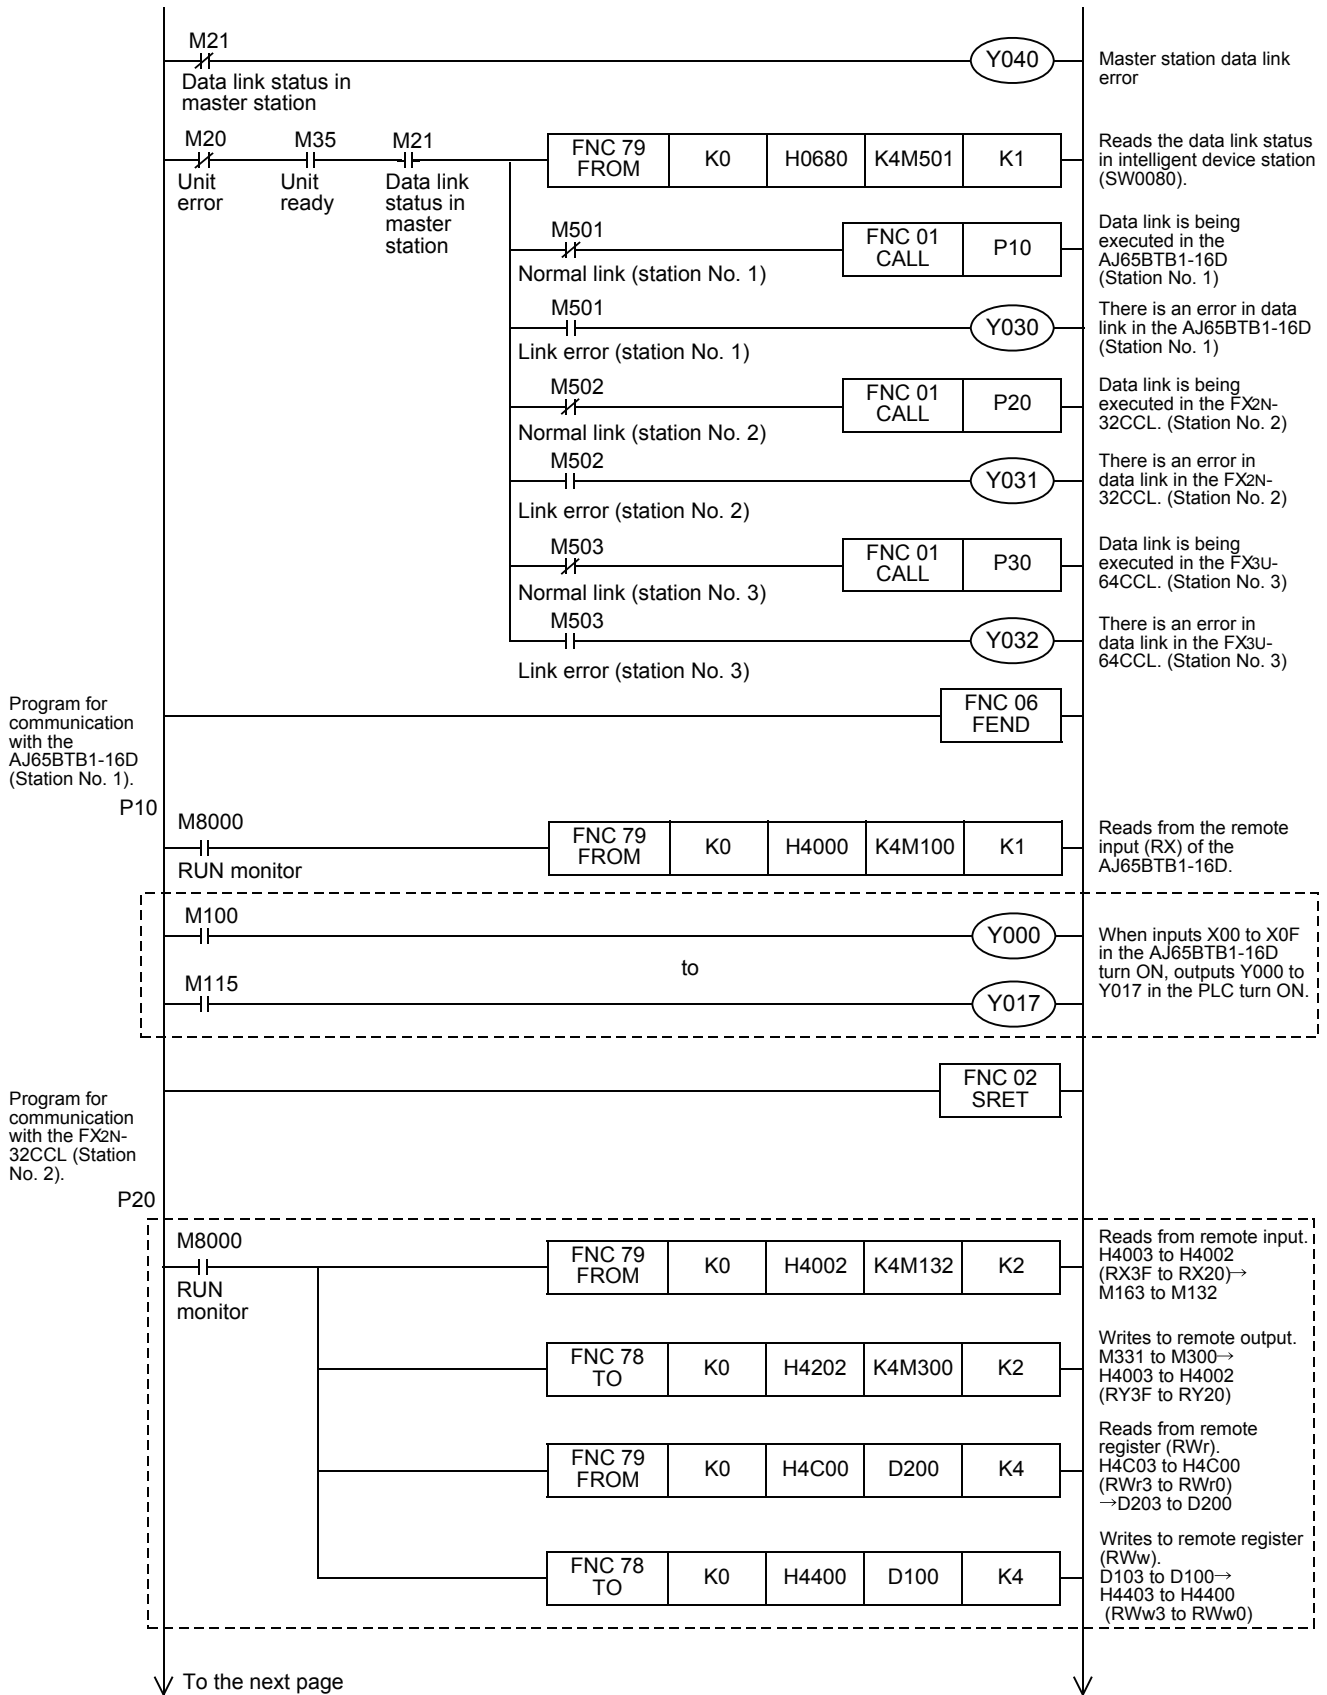 M21
Y040
Master station data link
error
Data link status in
master station
M20
M35
M21
FNC 79
FROM
K0
H0680
K4M501
K1
Reads the data link status
in intelligent device station
(SW0080).
Unit
error
Unit
ready
Data link
status in
master
station
M501
FNC 01
CALL
P10
Data link is being
executed in the
AJ65BTB1-16D
(Station No. 1)
Normal link (station No. 1)
M501
Y030
There is an error in data
link in the AJ65BTB1-16D
(Station No. 1)
Link error (station No. 1)
M502
FNC 01
CALL
P20
Data link is being
executed in the FX2N-
32CCL. (Station No. 2)
Normal link (station No. 2)
M502
Y031
There is an error in
data link in the FX2N-
32CCL. (Station No. 2)
Link error (station No. 2)
M503
FNC 01
CALL
P30
Data link is being
executed in the FX3U-
64CCL. (Station No. 3)
Normal link (station No. 3)
M503
Y032
There is an error in
data link in the FX3U-
64CCL. (Station No. 3)
Link error (station No. 3)
Program for
communication
with the
AJ65BTB1-16D
(Station No. 1).
FNC 06
FEND
P10
M8000
RUN monitor
FNC 79
FROM
K0
H4000
K4M100
K1
Reads from the remote
input (RX) of the
AJ65BTB1-16D.
M100
Y000
to
M115
Y017
When inputs X00 to X0F
in the AJ65BTB1-16D
turn ON, outputs Y000 to
Y017 in the PLC turn ON.
FNC 02
SRET
Program for
communication
with the FX2N-
32CCL (Station
No. 2).
P20
M8000
RUN
monitor
FNC 79
FROM
K0
H4002
K4M132
K2
Reads from remote input.
H4003 to H4002
(RX3F to RX20)→
M163 to M132
FNC 78
TO
K0
H4202
K4M300
K2
Writes to remote output.
M331 to M300→
H4003 to H4002
(RY3F to RY20)
FNC 79
FROM
K0
H4C00
D200
K4
Reads from remote
register (RWr).
H4C03 to H4C00
(RWr3 to RWr0)
→D203 to D200
FNC 78
TO
K0
H4400
D100
K4
Writes to remote register
(RWw).
D103 to D100→
H4403 to H4400
(RWw3 to RWw0)
To the next page